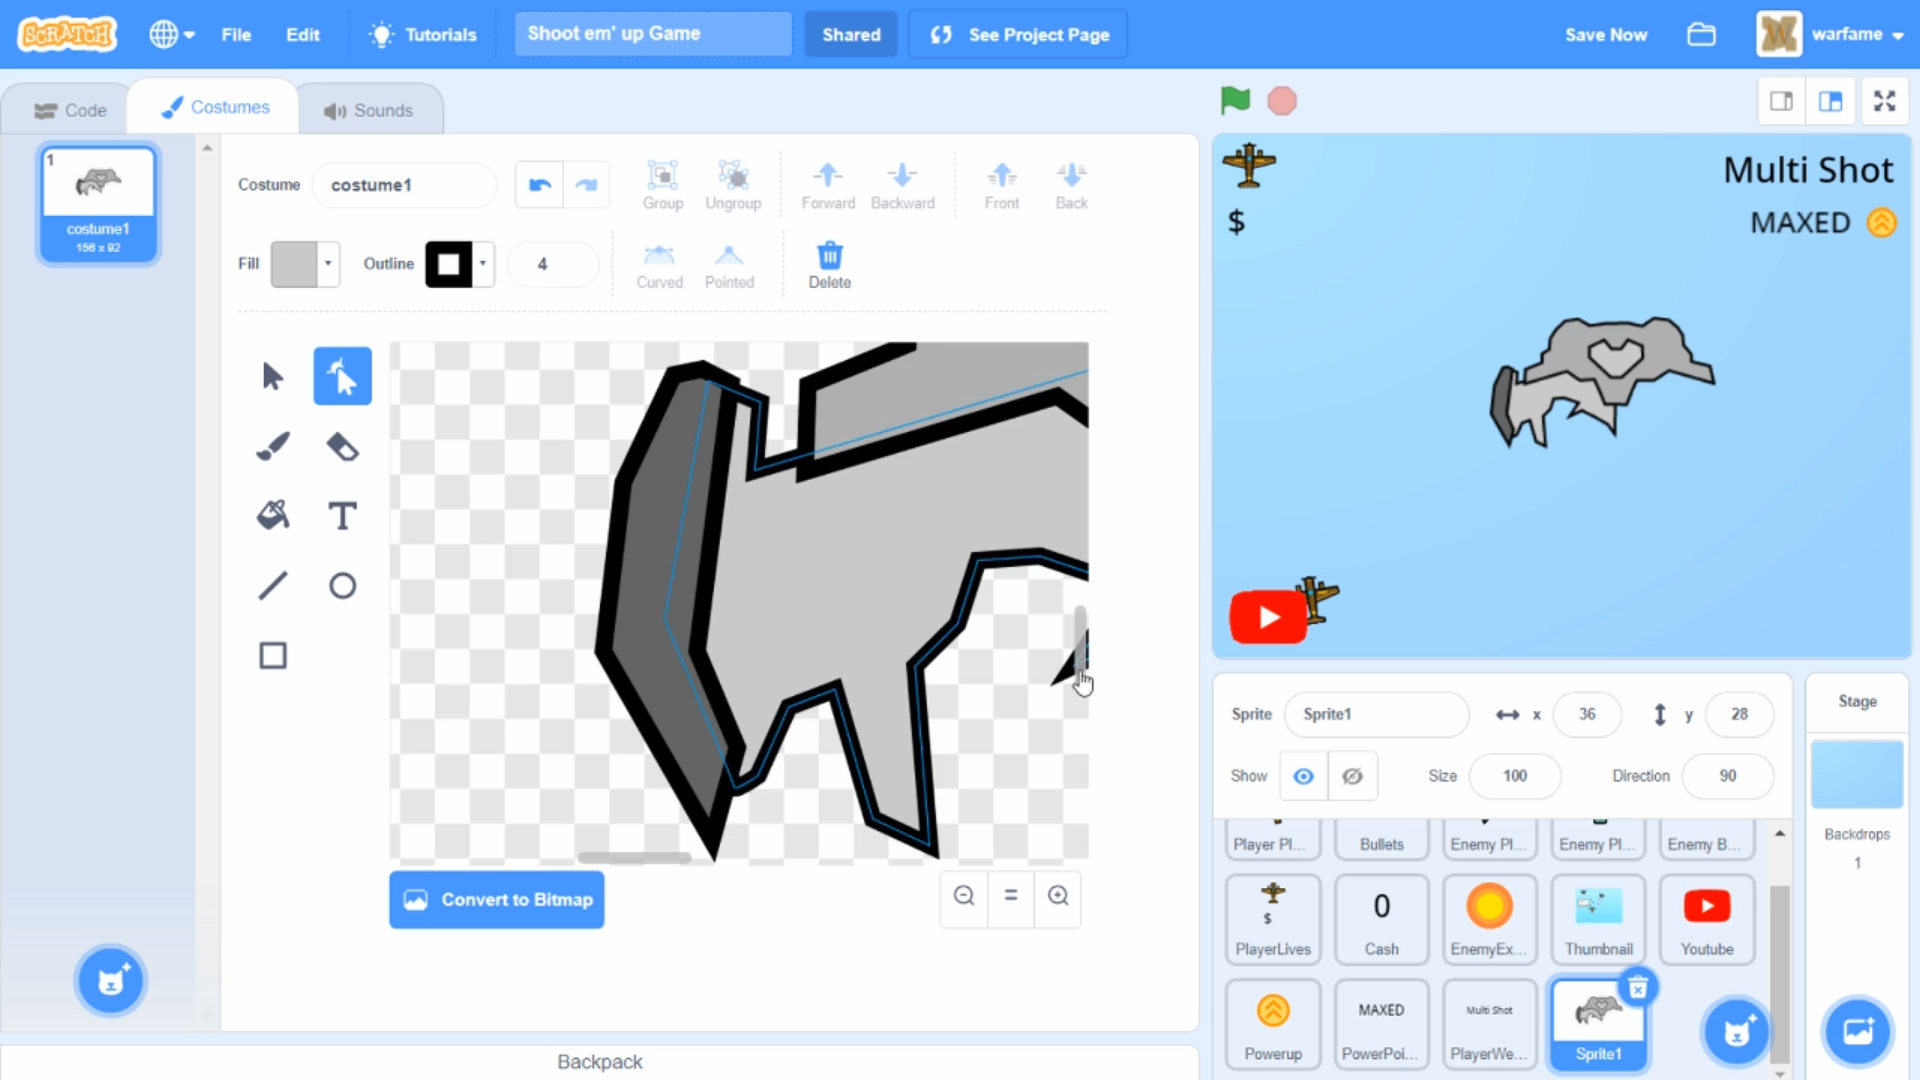 SCRATCH File Edit Tutorials Shoot em' up Game Shared See Project Page Save Now warfame
Code Costumes Sounds
1
costume1
156 x 92
Costume costume1
Group Ungroup Forward Backward Front Back
Fill Outline 4
Curved Pointed Delete
T
Convert to Bitmap
Backpack
Multi Shot
$ MAXED
Sprite Sprite1 x 36 y 28
Show Size 100 Direction 90
Stage
Backdrops
1
Player Pl... Bullets Enemy Pl... Enemy Pl... Enemy B...
$ 0
PlayerLives Cash EnemyEx... Thumbnail Youtube
MAXED Multi Shot
Powerup PowerPoi... PlayerWe... Sprite1